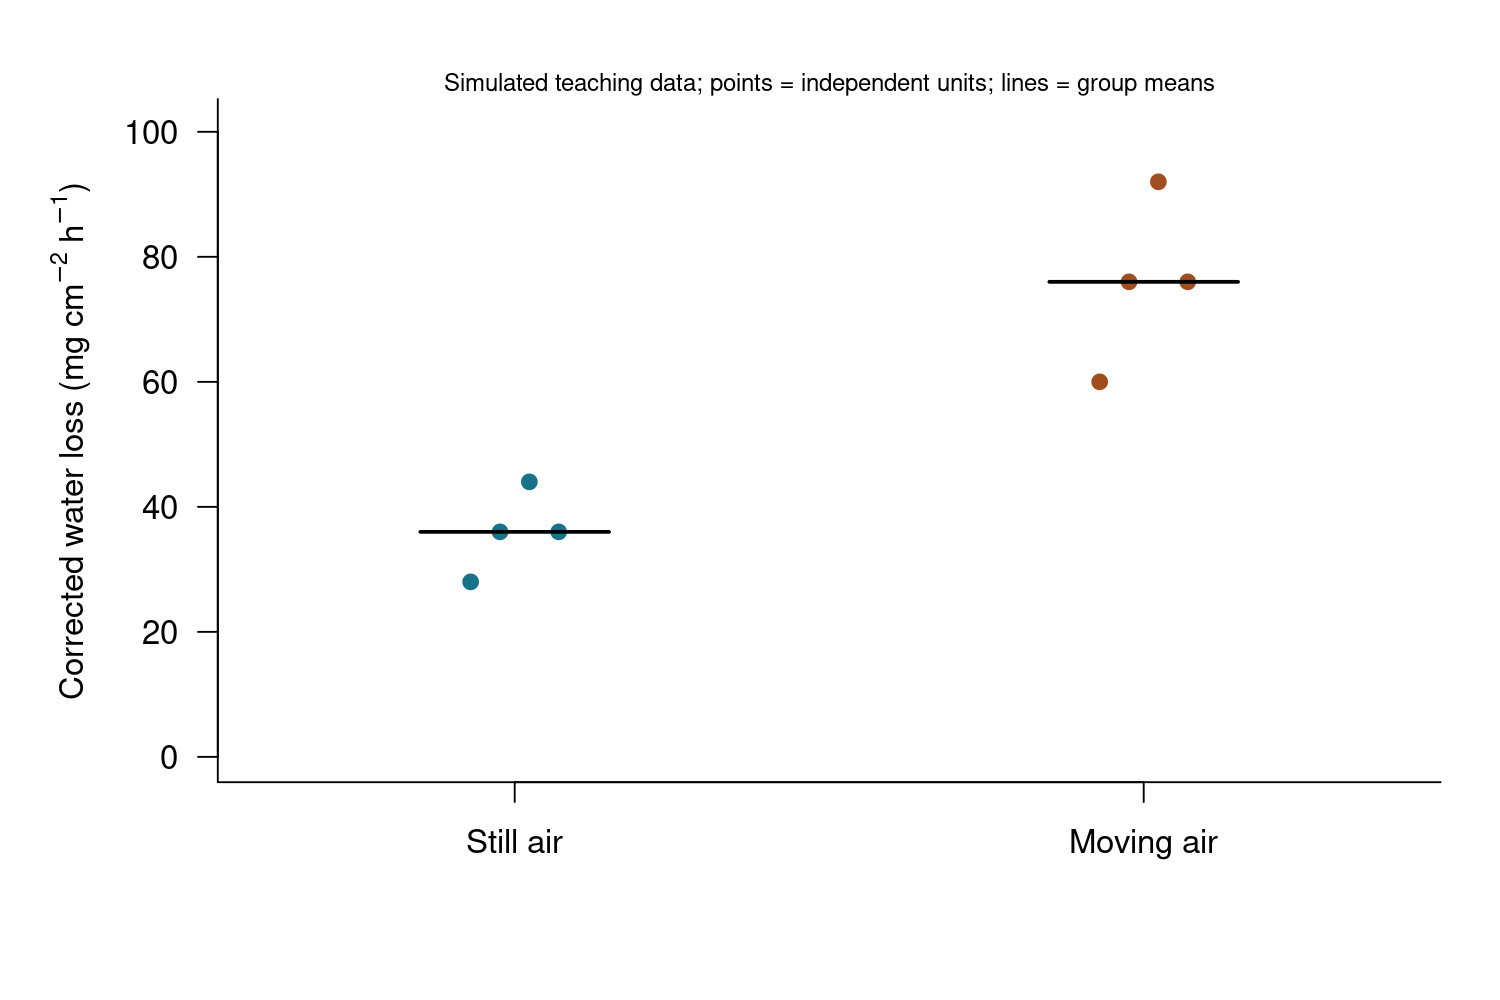 Simulated teaching data; points = independent units; lines = group means
Corrected water loss (mg cm⁻² h⁻¹)
100
80
60
40
20
0
Still air
Moving air